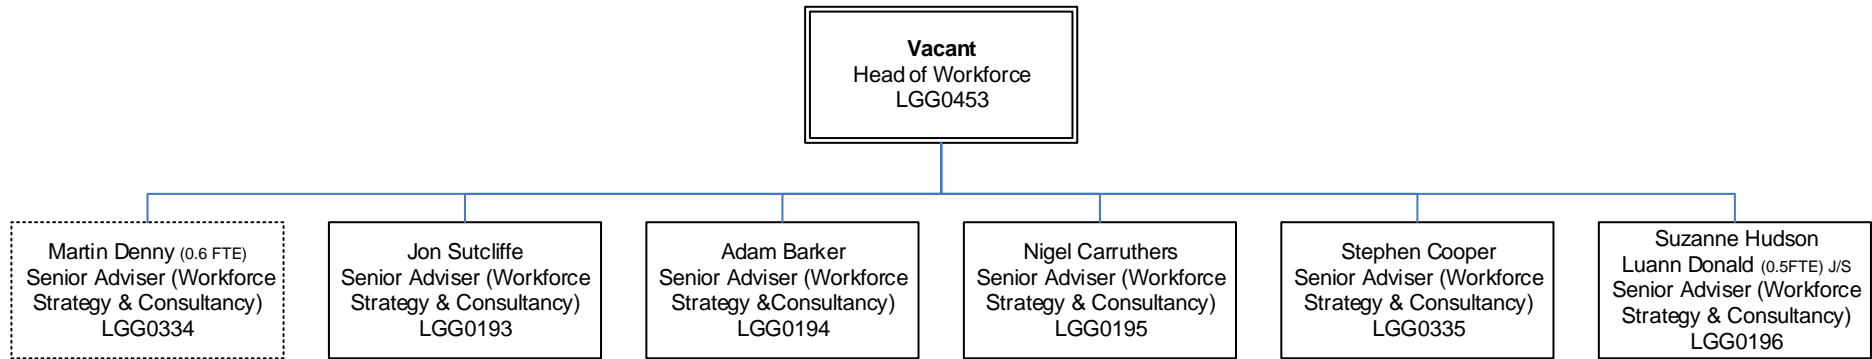 Vacant
Head of Workforce
LGG0453
Martin Denny (0.6 FTE)
Senior Adviser (Workforce
Strategy & Consultancy)
LGG0334
Jon Sutcliffe
Senior Adviser (Workforce
Strategy & Consultancy)
LGG0193
Adam Barker
Senior Adviser (Workforce
Strategy &Consultancy)
LGG0194
Nigel Carruthers
Senior Adviser (Workforce
Strategy & Consultancy)
LGG0195
Stephen Cooper
Senior Adviser (Workforce
Strategy & Consultancy)
LGG0335
Suzanne Hudson
Luann Donald (0.5FTE) J/S
Senior Adviser (Workforce
Strategy & Consultancy)
LGG0196